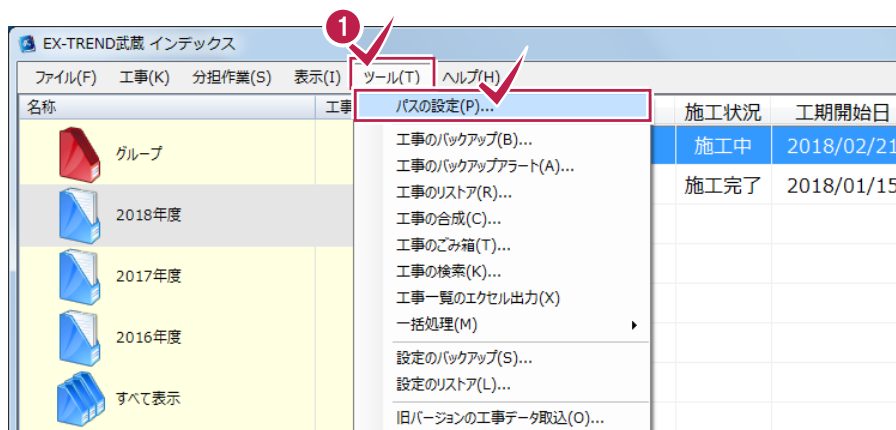 1
EX-TREND武蔵 インデックス
ファイル(F) 工事(K) 分担作業(S) 表示(I) ツール(T) ヘルプ(H)
名称 工事 施工状況 工期開始日
パスの設定(P)...
工事のバックアップ(B)...
施工中 2018/02/21
グループ
工事のバックアップアラート(A)...
工事のリストア(R)...
施工完了 2018/01/15
2018年度
工事の合成(C)...
工事のごみ箱(T)...
工事の検索(K)...
2017年度
工事一覧のエクセル出力(X)
一括処理(M)
2016年度
設定のバックアップ(S)...
設定のリストア(L)...
すべて表示
旧バージョンの工事データ取込(O)...